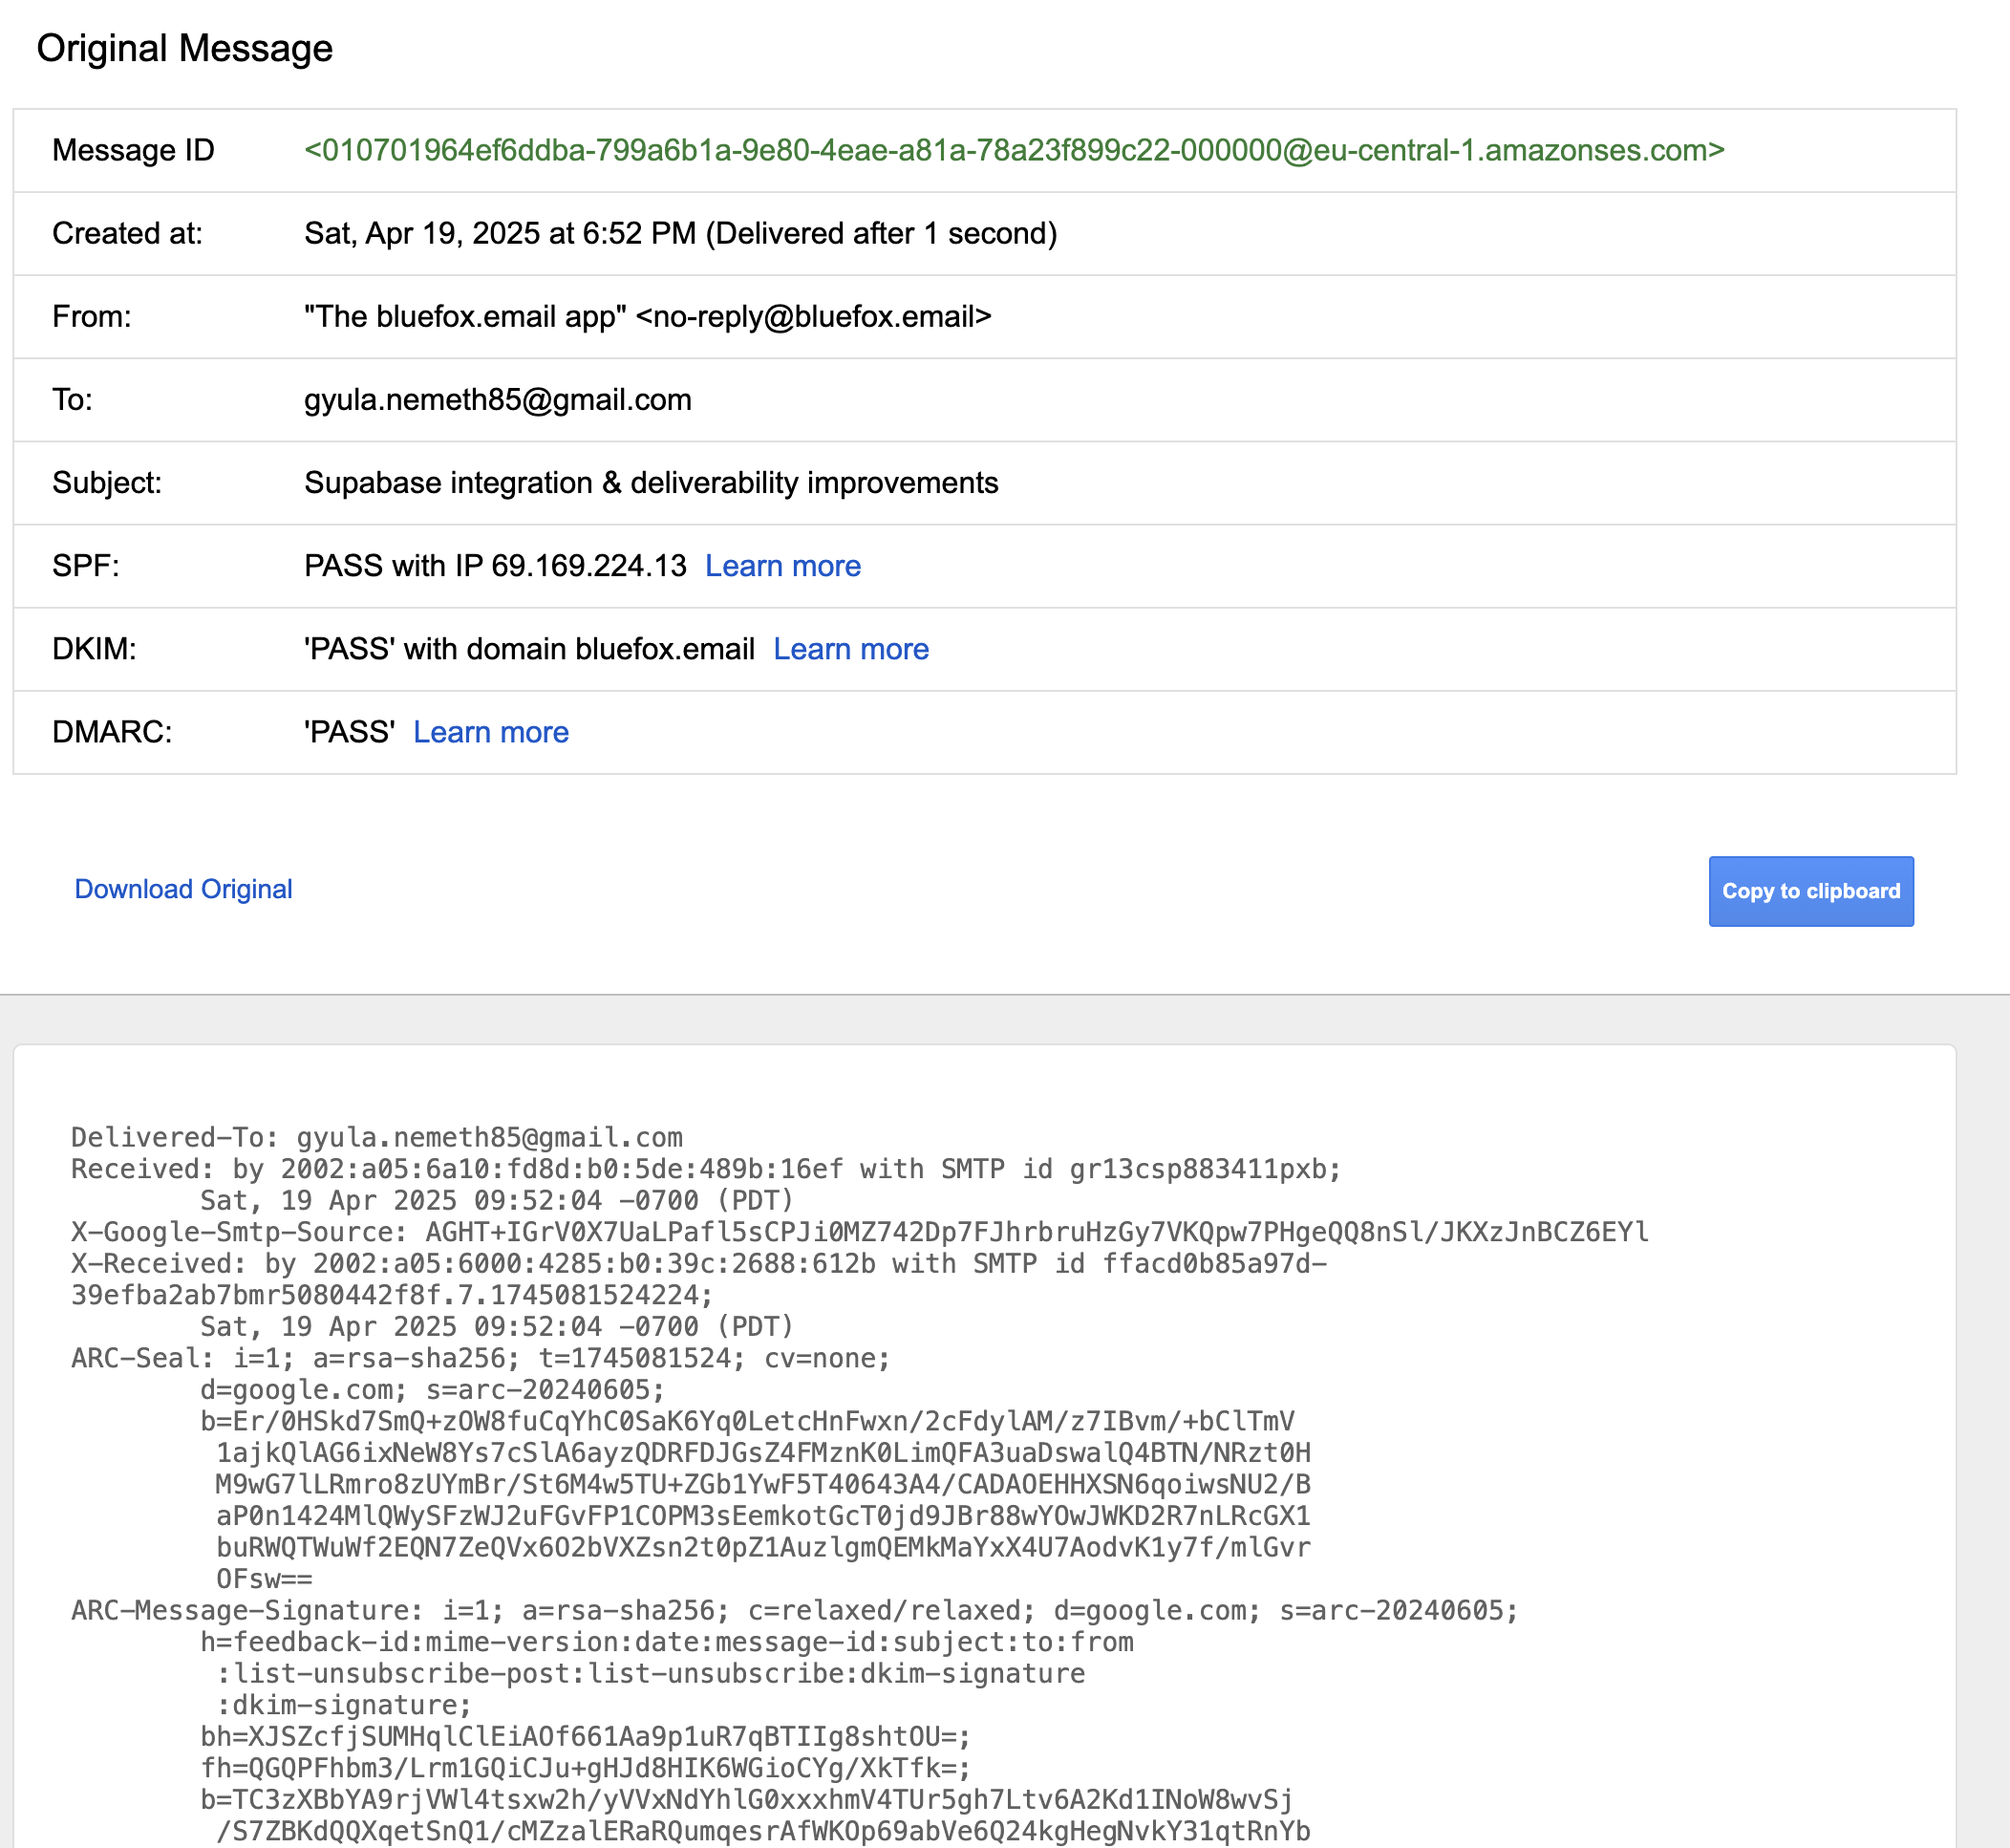 Original Message
Message ID <010701964ef6ddba-799a6b1a-9e80-4eae-a81a-78a23f899c22-000000@eu-central-1.amazonses.com>
Created at: Sat, Apr 19, 2025 at 6:52 PM (Delivered after 1 second)
From: "The bluefox.email app" <no-reply@bluefox.email>
To: gyula.nemeth85@gmail.com
Subject: Supabase integration & deliverability improvements
SPF: PASS with IP 69.169.224.13 Learn more
DKIM: 'PASS' with domain bluefox.email Learn more
DMARC: 'PASS' Learn more
Download Original
Copy to clipboard
Delivered-To: gyula.nemeth85@gmail.com
Received: by 2002:a05:6a10:fd8d:b0:5de:489b:16ef with SMTP id gr13csp883411pxb;
Sat, 19 Apr 2025 09:52:04 -0700 (PDT)
X-Google-Smtp-Source: AGHT+IGrV0X7UaLPafl5sCPJi0MZ742Dp7FJhrbruHzGy7VKQpw7PHgeQQ8nSl/JKXzJnBCZ6EYl
X-Received: by 2002:a05:6000:4285:b0:39c:2688:612b with SMTP id ffacd0b85a97d-
39efba2ab7bmr5080442f8f.7.1745081524224;
Sat, 19 Apr 2025 09:52:04 -0700 (PDT)
ARC-Seal: i=1; a=rsa-sha256; t=1745081524; cv=none;
d=google.com; s=arc-20240605;
b=Er/0HSkd7SmQ+zOW8fuCqYhC0SaK6Yq0LetcHnFwxn/2cFdylAM/z7IBvm/+bClTmV
1ajkQlAG6ixNeW8Ys7cSlA6ayzQDRFDJGsZ4FMznK0LimQFA3uaDswalQ4BTN/NRzt0H
M9wG7lLRmro8zUYmBr/St6M4w5TU+ZGb1YwF5T40643A4/CADAOEHHXSN6qoiwsNU2/B
aP0n1424MlQWySFzWJ2uFGvFP1COPM3sEemkotGcT0jd9JBr88wYOwJWKD2R7nLRcGX1
buRWQTWuWf2EQN7ZeQVx6O2bVXZsn2t0pZ1AuzlgmQEMkMaYxX4U7AodvK1y7f/mlGvr
OFsw==
ARC-Message-Signature: i=1; a=rsa-sha256; c=relaxed/relaxed; d=google.com; s=arc-20240605;
h=feedback-id:mime-version:date:message-id:subject:to:from
:list-unsubscribe-post:list-unsubscribe:dkim-signature
:dkim-signature;
bh=XJSZcfjSUMHqlClEiAOf661Aa9p1uR7qBTIIg8shtOU=;
fh=QGQPFhbm3/Lrm1GQiCJu+gHJd8HIK6WGioCYg/XkTfk=;
b=TC3zXBbYA9rjVWl4tsxw2h/yVVxNdYhlG0xxxhmV4TUr5gh7Ltv6A2Kd1INoW8wvSj
/S7ZBKdQQXqetSnQ1/cMZzalERaRQumqesrAfWKOp69abVe6Q24kgHegNvkY31qtRnYb